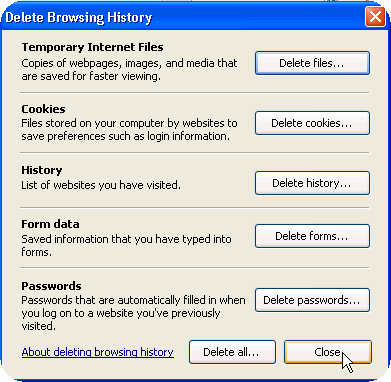 Delete Browsing History
Temporary Internet Files
Copies of webpages, images, and media that
are saved for faster viewing.
Delete files...
Cookies
Files stored on your computer by websites to
save preferences such as login information.
Delete cookies...
History
List of websites you have visited.
Delete history...
Form data
Saved information that you have typed into
forms.
Delete forms...
Passwords
Passwords that are automatically filled in when
you log on to a website you've previously
visited.
Delete passwords...
About deleting browsing history
Delete all...
Close